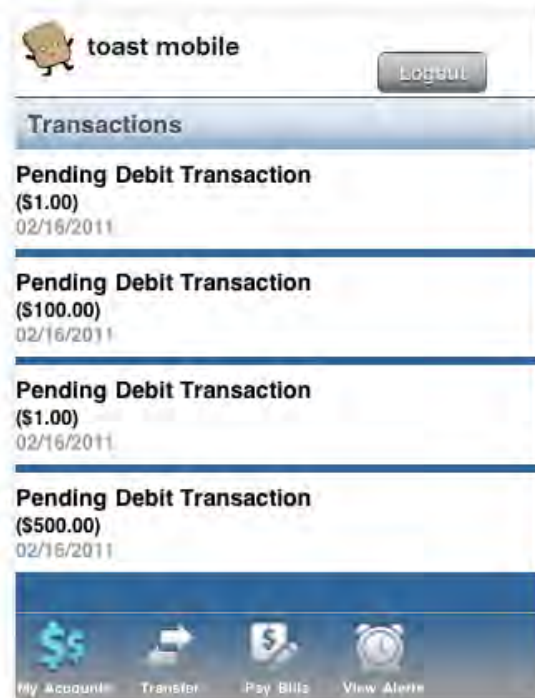 toast mobile
Logout
Transactions
Pending Debit Transaction
($1.00)
02/16/2011
Pending Debit Transaction
($100.00)
02/16/2011
Pending Debit Transaction
($1.00)
02/16/2011
Pending Debit Transaction
($500.00)
02/16/2011
$ $
$
My Accounts Transfer Pay Bills View Alerts